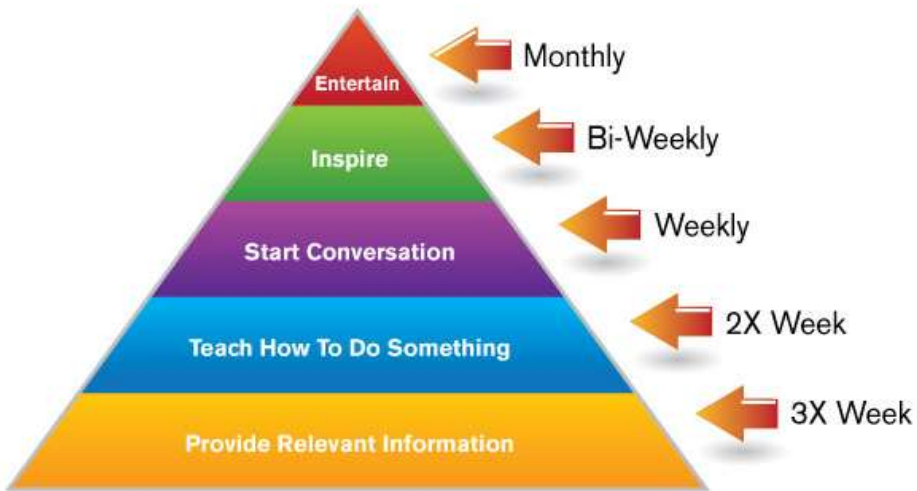 Entertain
Monthly
Inspire
Bi-Weekly
Start Conversation
Weekly
Teach How To Do Something
2X Week
Provide Relevant Information
3X Week